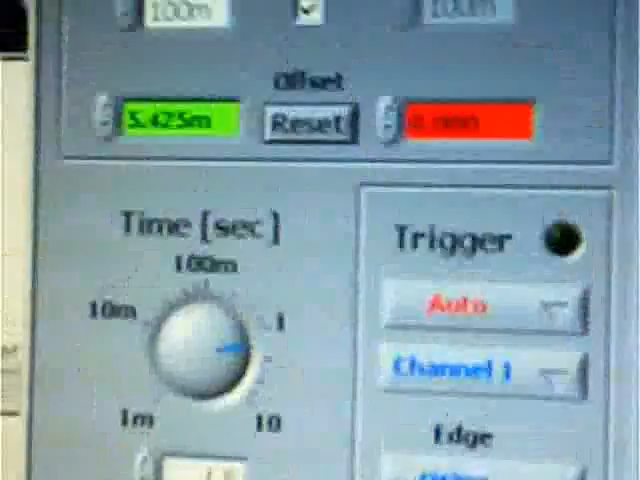 100m 100m
Offset
5.425m Reset
Time [sec]
Trigger
100m
10m 1
Auto
Channel 1
1m 10
Edge